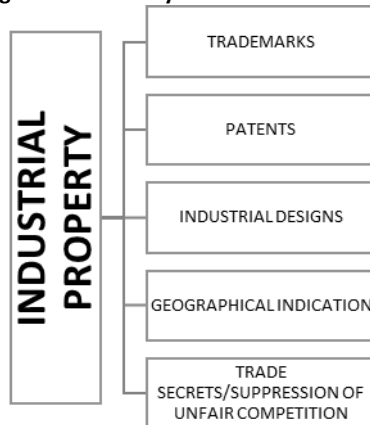 INDUSTRIAL
PROPERTY
TRADEMARKS
PATENTS
INDUSTRIAL DESIGNS
GEOGRAPHICAL INDICATION
TRADE
SECRETS/SUPPRESSION OF
UNFAIR COMPETITION